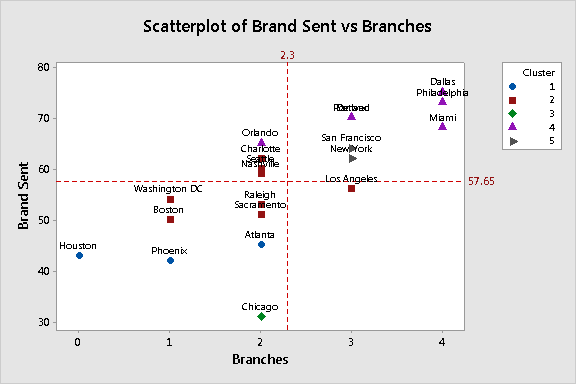 Scatterplot of Brand Sent vs Branches
2.3
Cluster
1
2
3
4
5
80
70
60
50
40
30
Brand Sent
57.65
Dallas
Philadelphia
Miami
Orlando
San Francisco
New York
Charlotte
Seattle
Nashville
Los Angeles
Washington DC
Boston
Raleigh
Sacramento
Atlanta
Houston
Phoenix
Chicago
0
1
2
3
4
Branches